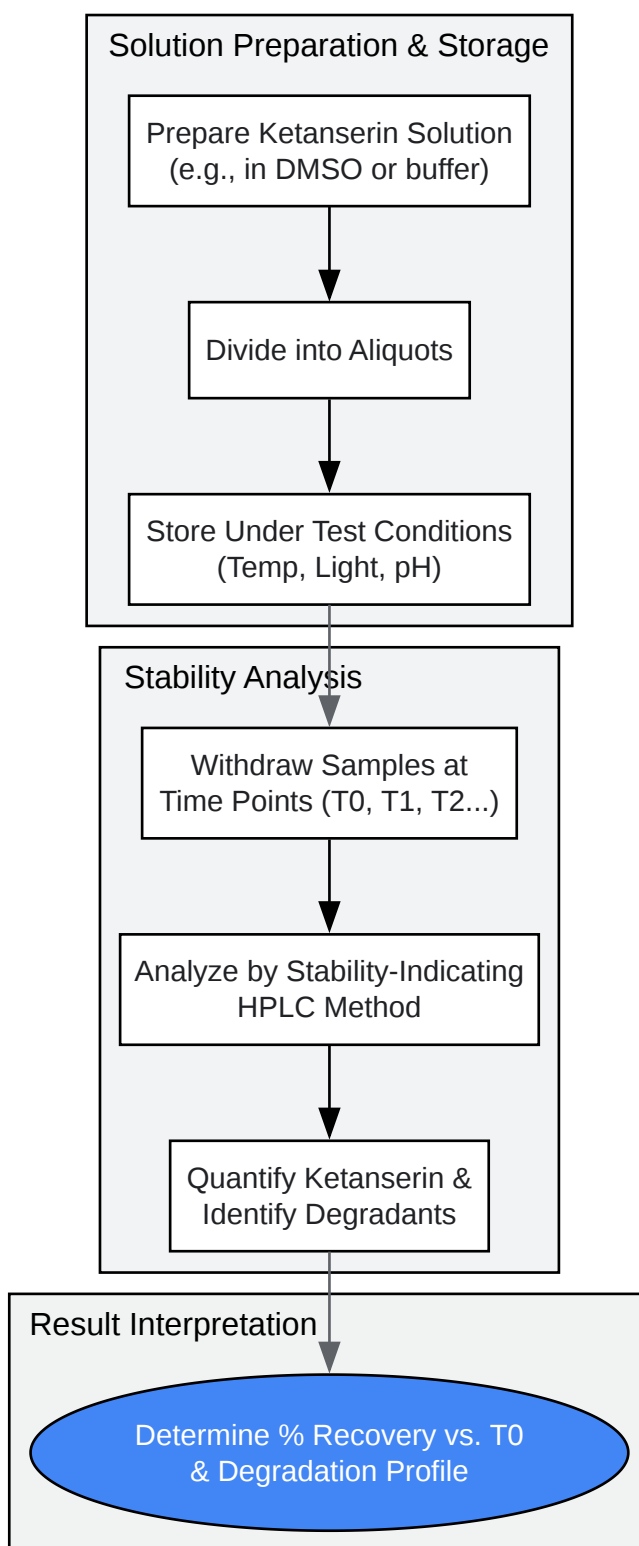 Solution Preparation & Storage
Prepare Ketanserin Solution
(e.g., in DMSO or buffer)
Divide into Aliquots
Store Under Test Conditions
(Temp, Light, pH)
Stability Analysis
Withdraw Samples at
Time Points (T0, T1, T2...)
Analyze by Stability-Indicating
HPLC Method
Quantify Ketanserin &
Identify Degradants
Result Interpretation
Determine % Recovery vs. T0
& Degradation Profile